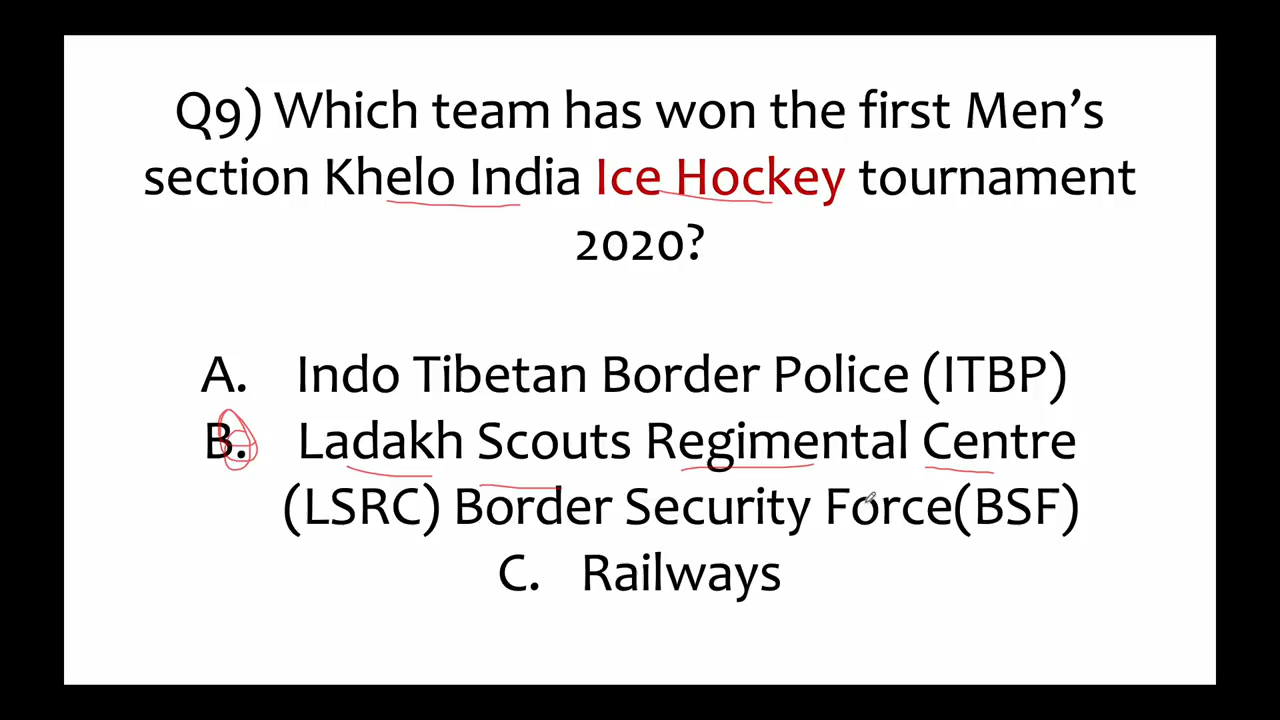 Q9) Which team has won the first Men’s
section Khelo India Ice Hockey tournament
2020?
A. Indo Tibetan Border Police (ITBP)
B. Ladakh Scouts Regimental Centre
(LSRC) Border Security Force(BSF)
C. Railways